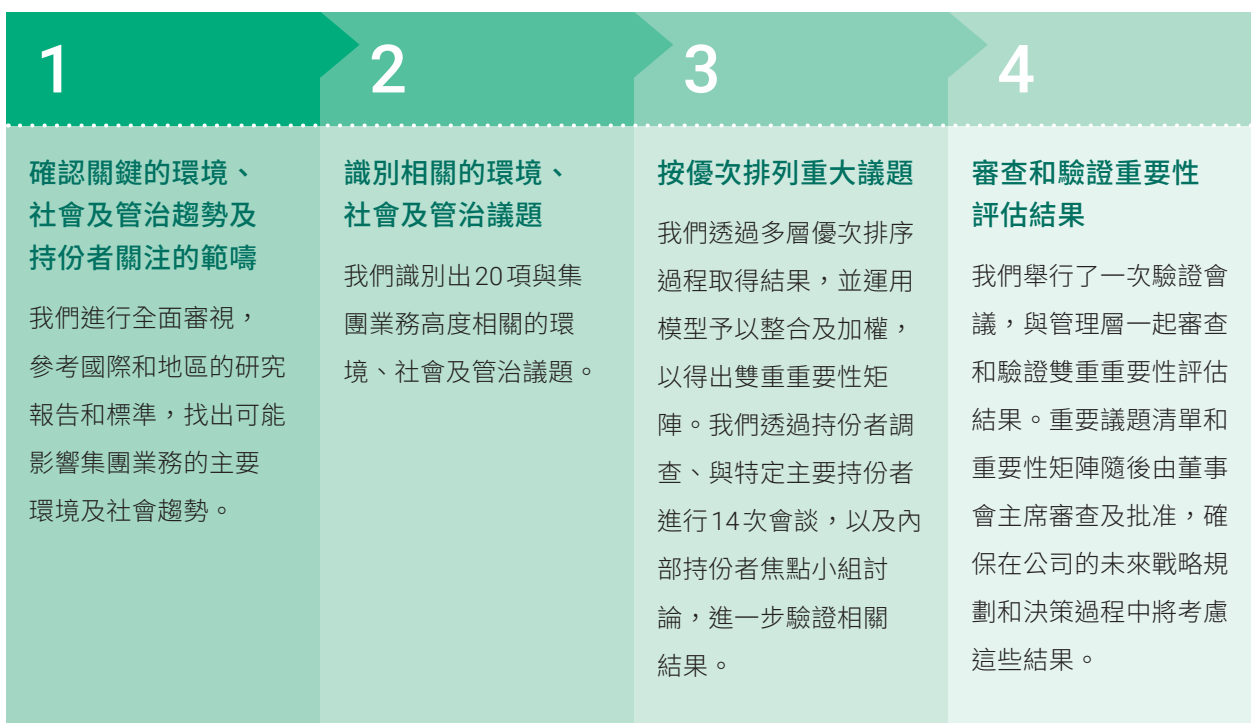 1
確認關鍵的環境、
社會及管治趨勢及
持份者關注的範疇
我們進行全面審視，
參考國際和地區的研究
報告和標準，找出可能
影響集團業務的主要
環境及社會趨勢。
2
識別相關的環境、
社會及管治議題
我們識別出20項與集
團業務高度相關的環
境、社會及管治議題。
3
按優次排列重大議題
我們透過多層優次排序
過程取得結果，並運用
模型予以整合及加權，
以得出雙重重要性矩
陣。我們透過持份者調
查、與特定主要持份者
進行14次會談，以及內
部持份者焦點小組討
論，進一步驗證相關
結果。
4
審查和驗證重要性
評估結果
我們舉行了一次驗證會
議，與管理層一起審查
和驗證雙重重要性評估
結果。重要議題清單和
重要性矩陣隨後由董事
會主席審查及批准，確
保在公司的未來戰略規
劃和決策過程中將考慮
這些結果。